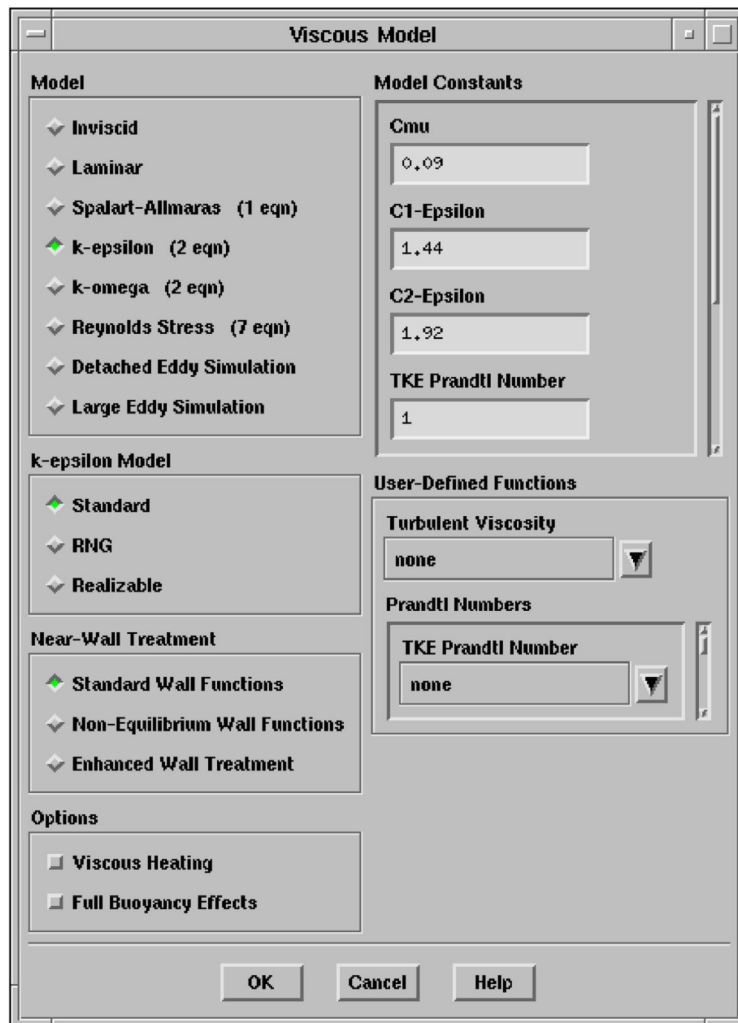 Viscous Model
Model
Inviscid
Laminar
Spalart-Allmaras (1 eqn)
k-epsilon (2 eqn)
k-omega (2 eqn)
Reynolds Stress (7 eqn)
Detached Eddy Simulation
Large Eddy Simulation
k-epsilon Model
Standard
RNG
Realizable
Near-Wall Treatment
Standard Wall Functions
Non-Equilibrium Wall Functions
Enhanced Wall Treatment
Options
Viscous Heating
Full Buoyancy Effects
Model Constants
Cmu
0.09
C1-Epsilon
1.44
C2-Epsilon
1.92
TKE Prandtl Number
1
User-Defined Functions
Turbulent Viscosity
none
Prandtl Numbers
TKE Prandtl Number
none
OK
Cancel
Help